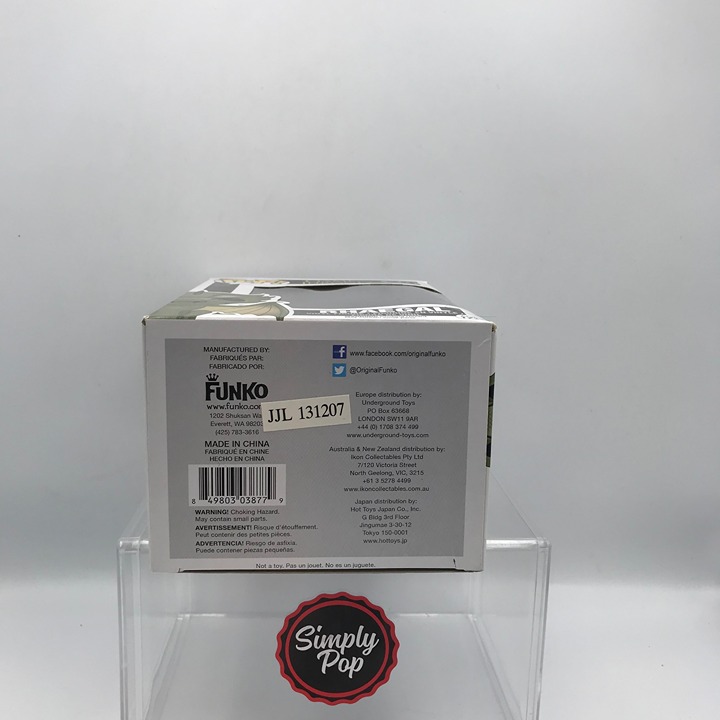 RHAEGAL
MANUFACTURED BY:
FABRIQUÉS PAR:
FABRICADO POR:
FUNKO
www.funko.com
1202 Shuksan
Everett, WA 98203
(425) 783-3616
JJL 131207
MADE IN CHINA
FABRIQUÉ EN CHINE
HECHO EN CHINA
8 49803 03877 9
WARNING! Choking Hazard.
May contain small parts.
AVERTISSEMENT! Risque d'étouffement.
Peut contenir des petites pièces.
ADVERTENCIA! Riesgo de asfixia.
Puede contener piezas pequeñas.
f www.facebook.com/originalfunko
@OriginalFunko
Europe distribution by:
Underground Toys
PO Box 63668
LONDON SW11 9AR
+44 (0) 1708 374 499
www.underground-toys.com
Australia & New Zealand distribution by:
Ikon Collectables Pty Ltd
7/120 Victoria Street
North Geelong, VIC, 3215
+61 3 5278 4499
www.ikoncollectables.com.au
Japan distribution by:
Hot Toys Japan Co., Inc.
G Bldg 3rd Floor
Jingumae 3-30-12
Tokyo 150-0001
www.hottoys.jp
Not a toy. Pas un jouet. No es un juguete.
Simply
Pop